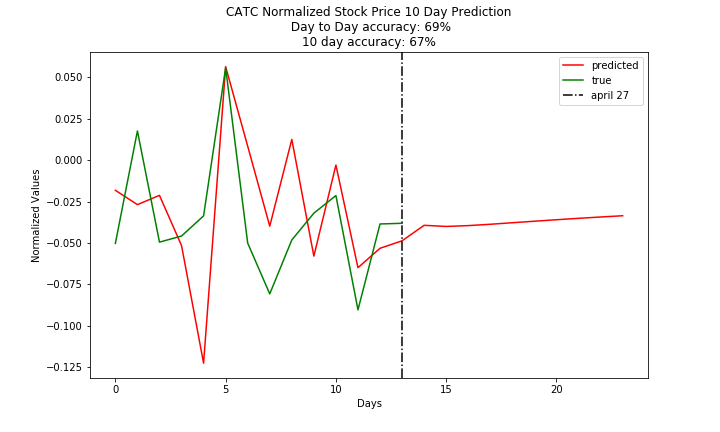 CATC Normalized Stock Price 10 Day Prediction
Day to Day accuracy: 69%
10 day accuracy: 67%
predicted
true
april 27
0.050
0.025
0.000
−0.025
−0.050
−0.075
−0.100
−0.125
Normalized Values
0 5 10 15 20
Days